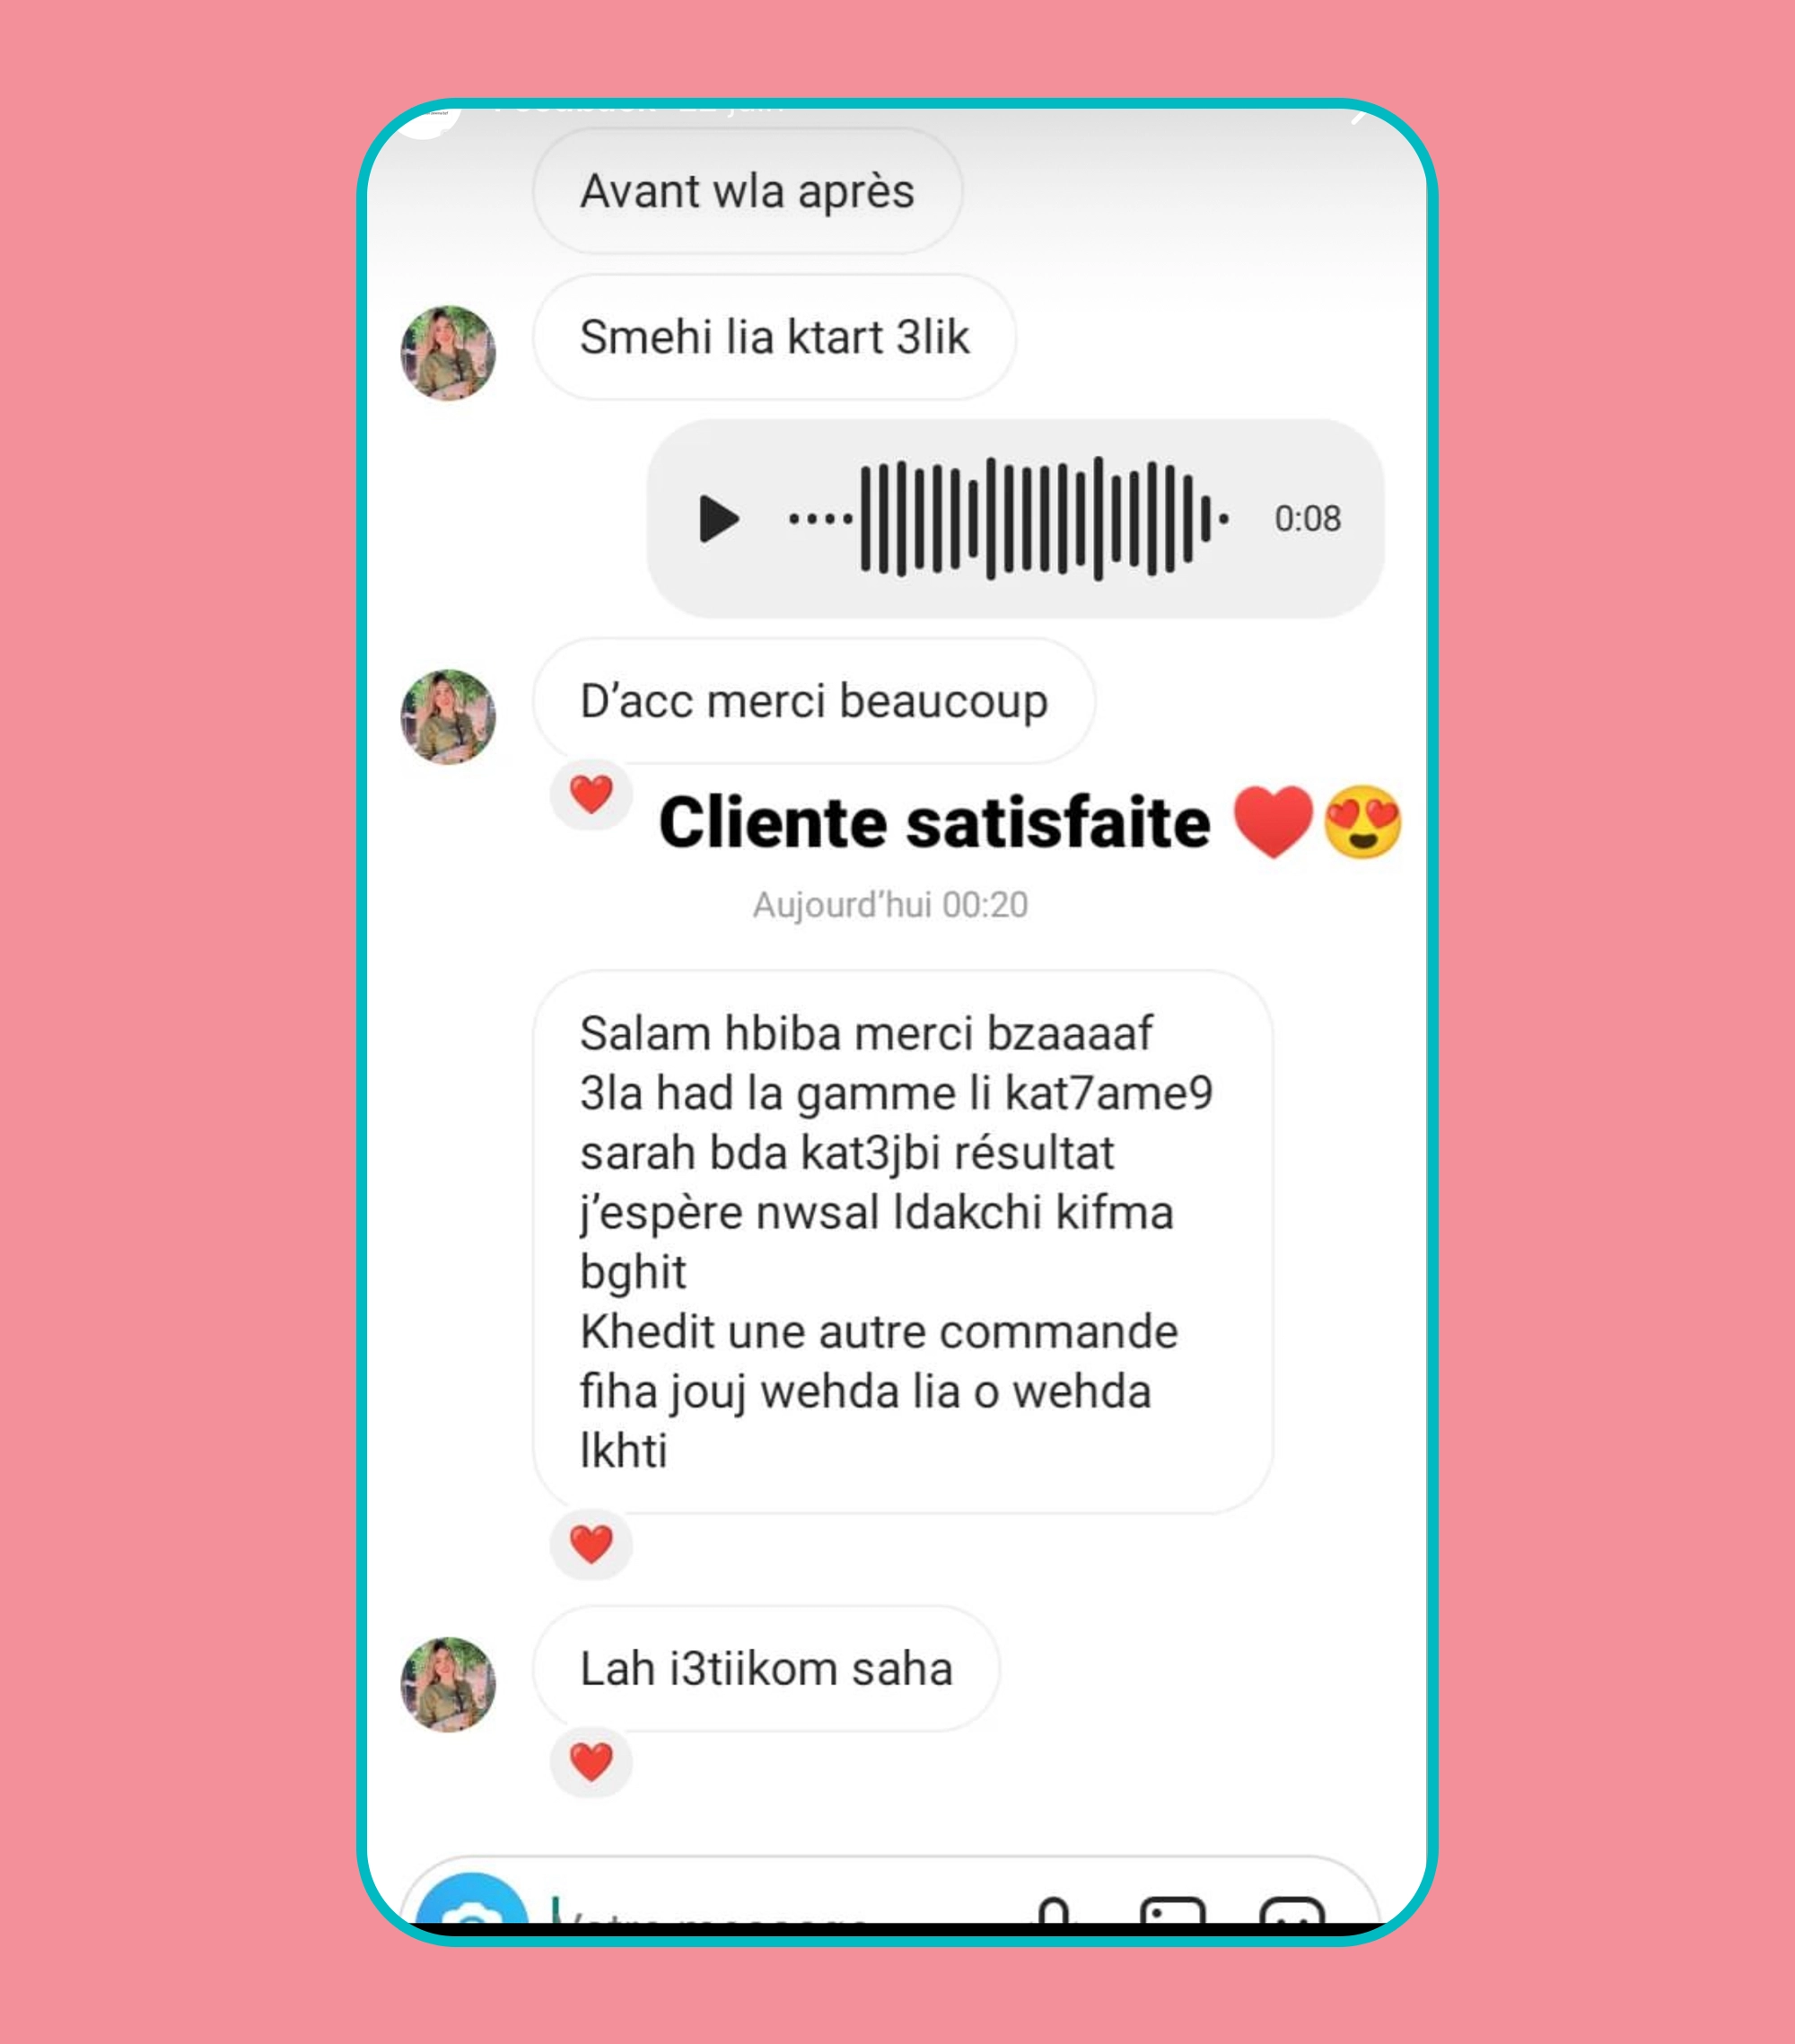 Avant wla après
Smehi lia ktart 3lik
0:08
D’acc merci beaucoup
Cliente satisfaite
Aujourd’hui 00:20
Salam hbiba merci bzaaaaf
3la had la gamme li kat7ame9
sarah bda kat3jbi résultat
j’espère nwsal ldakchi kifma
bghit
Khedit une autre commande
fiha jouj wehda lia o wehda
lkhti
Lah i3tiikom saha